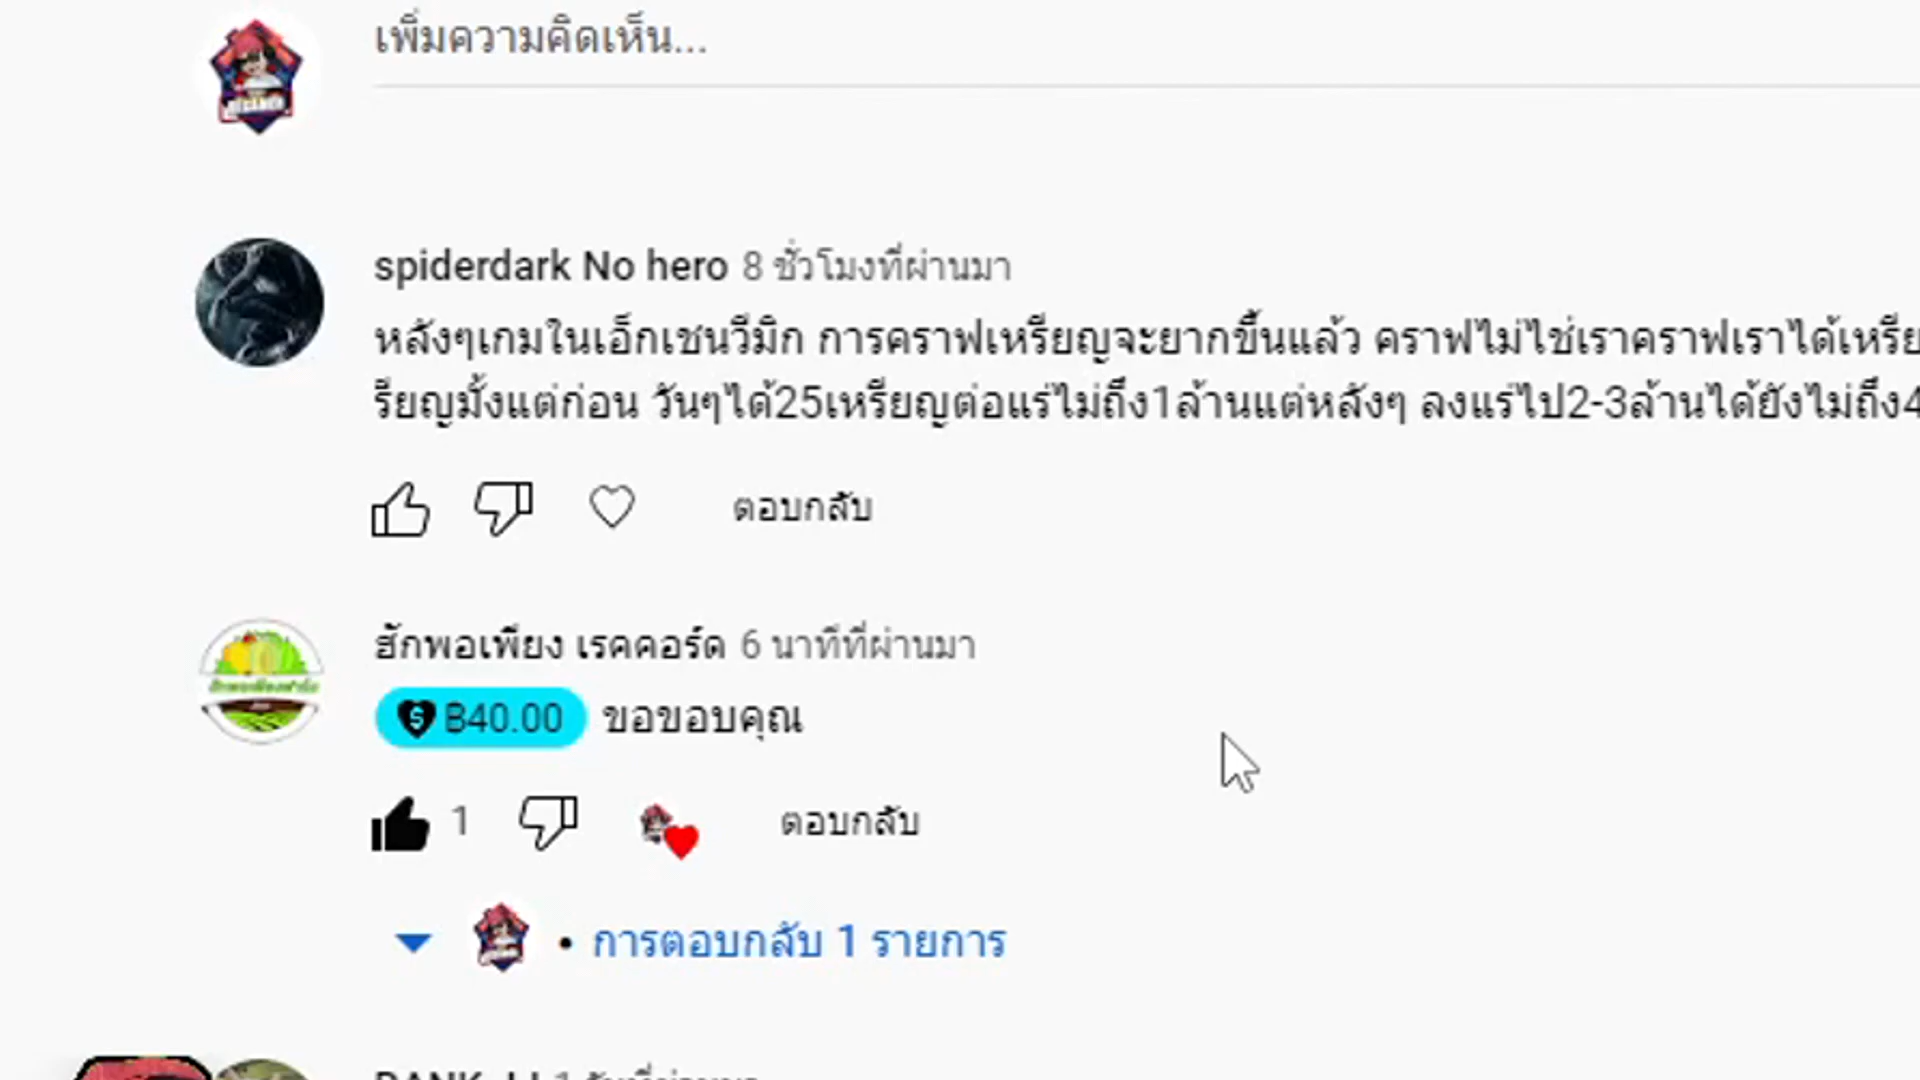 เพิ่มความคิดเห็น...
spiderdark No hero 8 ชั่วโมงที่ผ่านมา
หลังๆเกมในเอ็กเชนวีมิก การคราฟเหรียญจะยากขึ้นแล้ว คราฟไม่ไช่เราคราฟเราได้เหรีย
รียญมั้งแต่ก่อน วันๆได้25เหรียญต่อแร่ไม่ถึง1ล้านแต่หลังๆ ลงแร่ไป2-3ล้านได้ยังไม่ถึง4
ตอบกลับ
ฮักพอเพียง เรคคอร์ด 6 นาทีที่ผ่านมา
฿40.00 ขอขอบคุณ
1 ตอบกลับ
• การตอบกลับ 1 รายการ